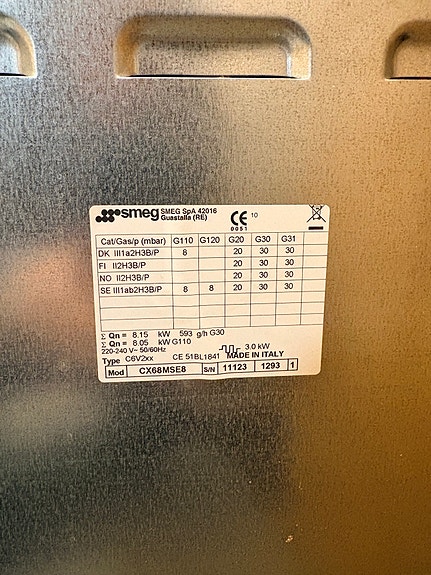 smeg SMEG SpA 42016
Guastalla (RE)
CE 10
0051
Cat/Gas/p (mbar) G110 G120 G20 G30 G31
DK III1a2H3B/P 8 20 30 30
FI II2H3B/P 20 30 30
NO II2H3B/P 20 30 30
SE III1ab2H3B/P 8 8 20 30 30
Σ Qn = 8.15 kW 593 g/h G30
Σ Qn = 8.05 kW G110
220-240 V~ 50/60Hz 3.0 kW
Type C6V2xx CE 51BL1841 MADE IN ITALY
Mod CX68MSE8 S/N 11123 1293 1